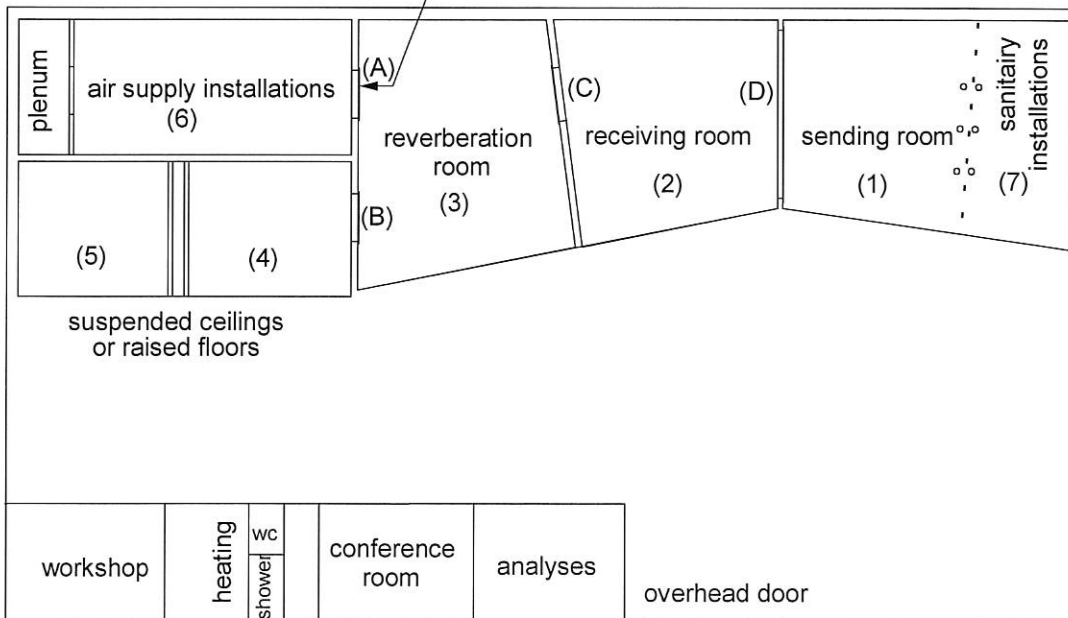 plenum
air supply installations
(6)
(A)
(B)
reverberation
room
(3)
(C)
receiving room
(2)
(D)
sending room
(1)
sanitairy
installations
(7)
(5)
(4)
suspended ceilings
or raised floors
workshop
heating
wc
shower
conference
room
analyses
overhead door